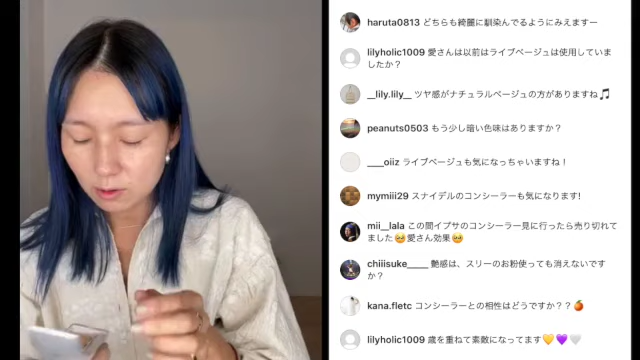 haruta0813 どちらも綺麗に馴染んでるようにみえますー
lilyholic1009 愛さんは以前はライブベージュは使用していま
したか？
__lily.lily__ ツヤ感がナチュラルベージュの方がありますね🎵
peanuts0503 もう少し暗い色味はありますか？
____oiiz ライブベージュも気になっちゃいますね！
mymiii29 スナイデルのコンシーラーも気になります!
mii__lala この間イプサのコンシーラー見に行ったら売り切れて
ました🥺愛さん効果🥺
chiiisuke_____ 艶感は、スリーのお粉使っても消えないです
か？
kana.fletc コンシーラーとの相性はどうですか？？🍊
lilyholic1009 歳を重ねて素敵になってます💛💜🤍